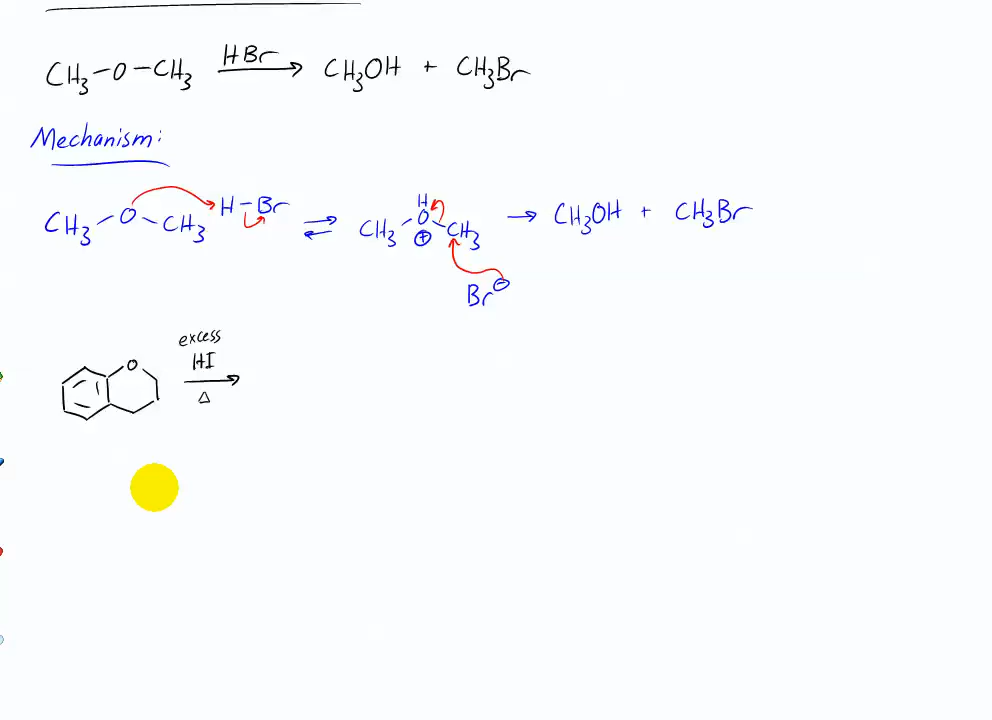 CH₃-O-CH₃ HBr → CH₃OH + CH₃Br
Mechanism:
CH₃-O-CH₃ H-Br ⇌ CH₃-O-CH₃ → CH₃OH + CH₃Br
H
⊕
Br⊖
excess
HI
O
Δ